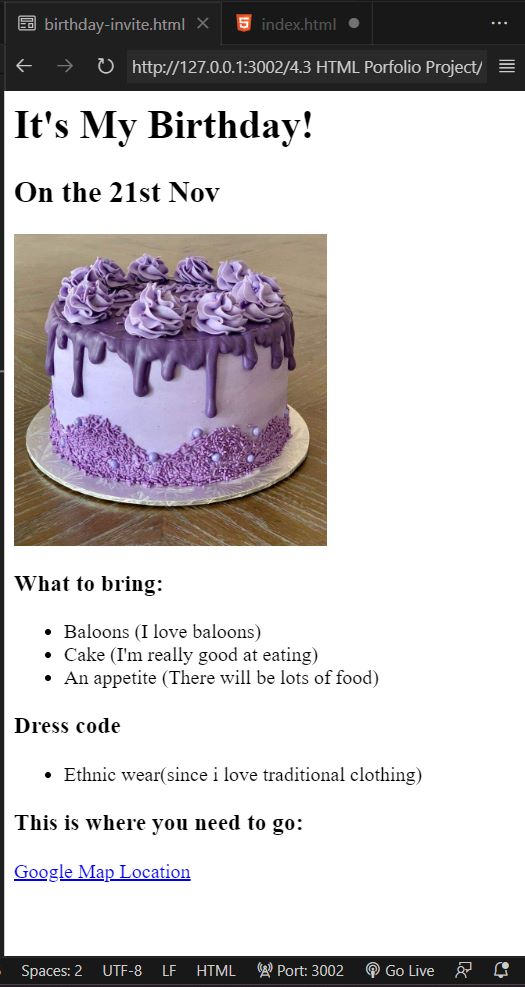 birthday-invite.html
index.html
http://127.0.0.1:3002/4.3 HTML Porfolio Project/
It's My Birthday!
On the 21st Nov
What to bring:
Baloons (I love baloons)
Cake (I'm really good at eating)
An appetite (There will be lots of food)
Dress code
Ethnic wear(since i love traditional clothing)
This is where you need to go:
Google Map Location
Spaces: 2 UTF-8 LF HTML Port: 3002 Go Live